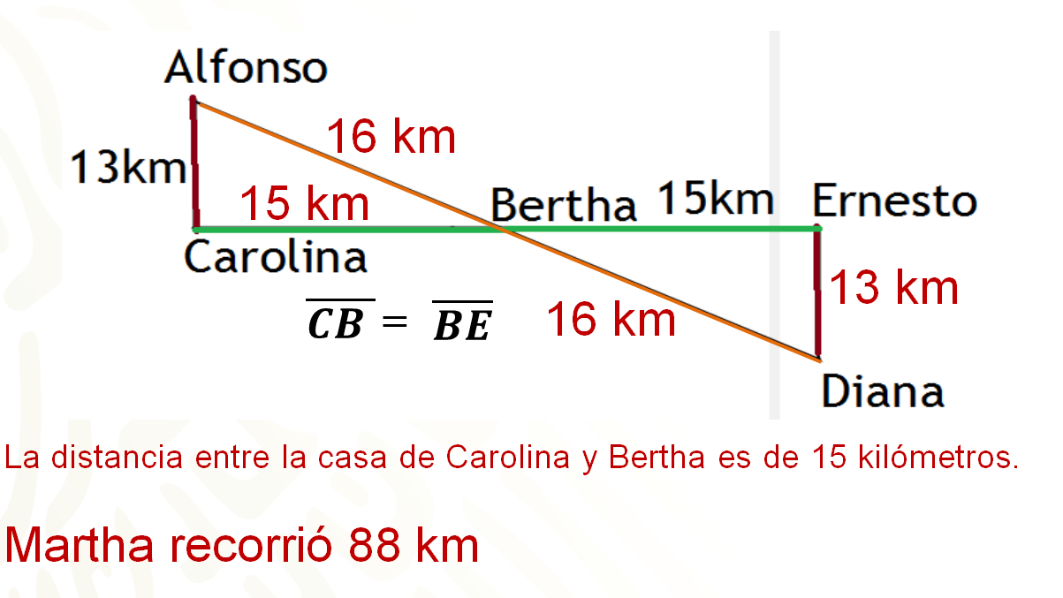 Alfonso
16 km
13km
15 km
Bertha 15km Ernesto
Carolina
13 km
CB = BE
16 km
Diana
La distancia entre la casa de Carolina y Bertha es de 15 kilómetros.
Martha recorrió 88 km